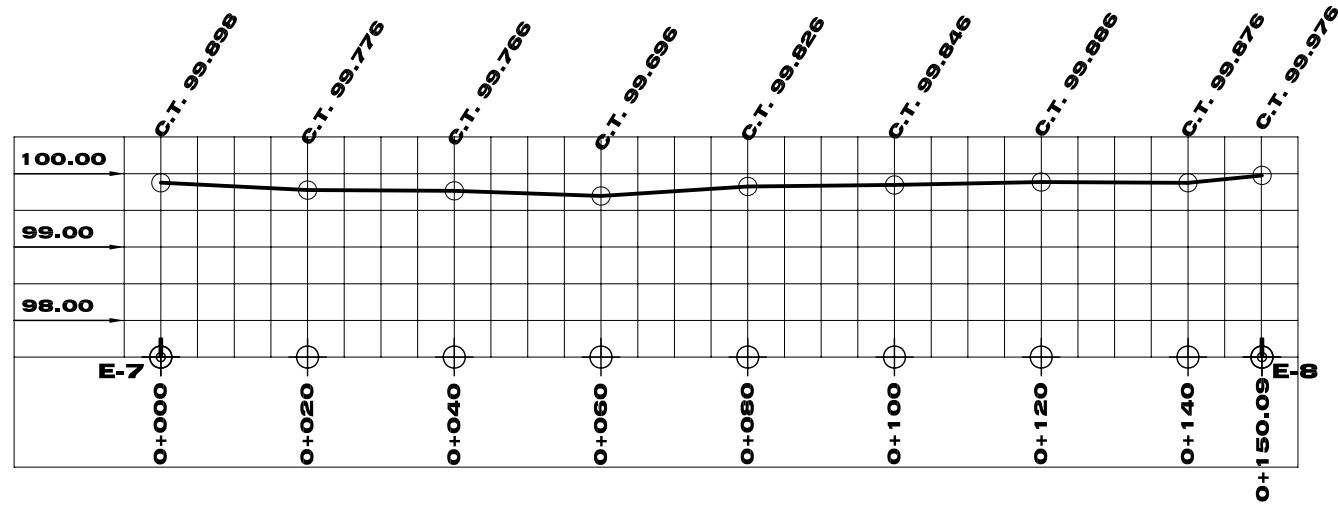 C.T. 99.898
C.T. 99.776
C.T. 99.766
C.T. 99.696
C.T. 99.826
C.T. 99.846
C.T. 99.886
C.T. 99.876
C.T. 99.976
100.00
99.00
98.00
E-7
E-8
0+000
0+020
0+040
0+060
0+080
0+100
0+120
0+140
0+150.09